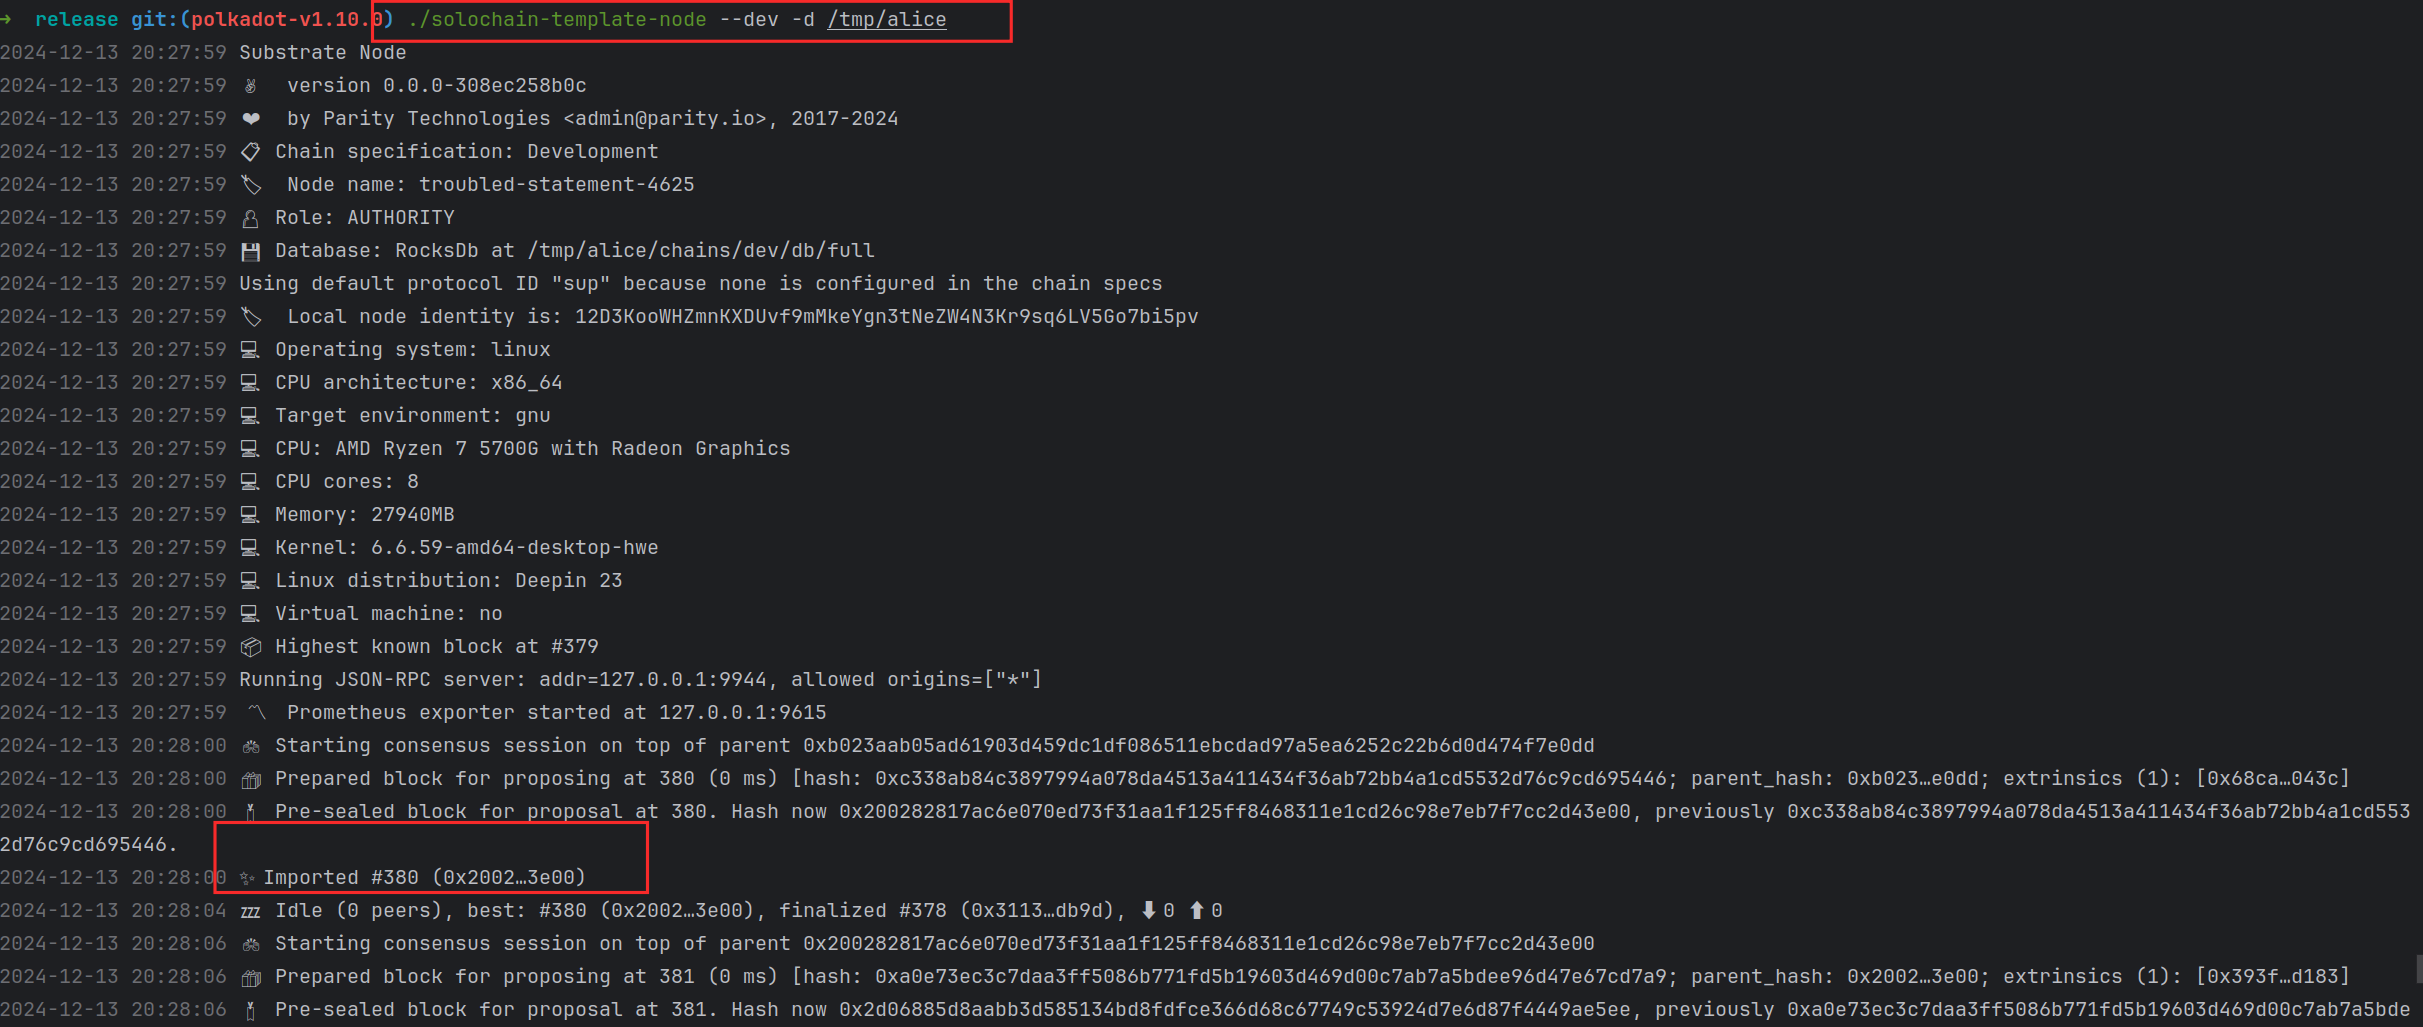 → release git:(polkadot-v1.10.0) ./solochain-template-node --dev -d /tmp/alice
2024-12-13 20:27:59 Substrate Node
2024-12-13 20:27:59 ✌️ version 0.0.0-308ec258b0c
2024-12-13 20:27:59 ❤️ by Parity Technologies <admin@parity.io>, 2017-2024
2024-12-13 20:27:59 📋 Chain specification: Development
2024-12-13 20:27:59 🏷 Node name: troubled-statement-4625
2024-12-13 20:27:59 👤 Role: AUTHORITY
2024-12-13 20:27:59 💾 Database: RocksDb at /tmp/alice/chains/dev/db/full
2024-12-13 20:27:59 Using default protocol ID "sup" because none is configured in the chain specs
2024-12-13 20:27:59 🏷 Local node identity is: 12D3KooWHZmnKXDUvf9mMkeYgn3tNeZW4N3Kr9sq6LV5Go7bi5pv
2024-12-13 20:27:59 💻 Operating system: linux
2024-12-13 20:27:59 💻 CPU architecture: x86_64
2024-12-13 20:27:59 💻 Target environment: gnu
2024-12-13 20:27:59 💻 CPU: AMD Ryzen 7 5700G with Radeon Graphics
2024-12-13 20:27:59 💻 CPU cores: 8
2024-12-13 20:27:59 💻 Memory: 27940MB
2024-12-13 20:27:59 💻 Kernel: 6.6.59-amd64-desktop-hwe
2024-12-13 20:27:59 💻 Linux distribution: Deepin 23
2024-12-13 20:27:59 💻 Virtual machine: no
2024-12-13 20:27:59 📦 Highest known block at #379
2024-12-13 20:27:59 Running JSON-RPC server: addr=127.0.0.1:9944, allowed origins=["*"]
2024-12-13 20:27:59 〽️ Prometheus exporter started at 127.0.0.1:9615
2024-12-13 20:28:00 🙌 Starting consensus session on top of parent 0xb023aab05ad61903d459dc1df086511ebcdad97a5ea6252c22b6d0d474f7e0dd
2024-12-13 20:28:00 🎁 Prepared block for proposing at 380 (0 ms) [hash: 0xc338ab84c3897994a078da4513a411434f36ab72bb4a1cd5532d76c9cd695446; parent_hash: 0xb023…e0dd; extrinsics (1): [0x68ca…043c]
2024-12-13 20:28:00 🔖 Pre-sealed block for proposal at 380. Hash now 0x200282817ac6e070ed73f31aa1f125ff8468311e1cd26c98e7eb7f7cc2d43e00, previously 0xc338ab84c3897994a078da4513a411434f36ab72bb4a1cd553
2d76c9cd695446.
2024-12-13 20:28:00 ✨ Imported #380 (0x2002…3e00)
2024-12-13 20:28:04 💤 Idle (0 peers), best: #380 (0x2002…3e00), finalized #378 (0x3113…db9d), ⬇ 0 ⬆ 0
2024-12-13 20:28:06 🙌 Starting consensus session on top of parent 0x200282817ac6e070ed73f31aa1f125ff8468311e1cd26c98e7eb7f7cc2d43e00
2024-12-13 20:28:06 🎁 Prepared block for proposing at 381 (0 ms) [hash: 0xa0e73ec3c7daa3ff5086b771fd5b19603d469d00c7ab7a5bdee96d47e67cd7a9; parent_hash: 0x2002…3e00; extrinsics (1): [0x393f…d183]
2024-12-13 20:28:06 🔖 Pre-sealed block for proposal at 381. Hash now 0x2d06885d8aabb3d585134bd8fdfce366d68c67749c53924d7e6d87f4449ae5ee, previously 0xa0e73ec3c7daa3ff5086b771fd5b19603d469d00c7ab7a5bde